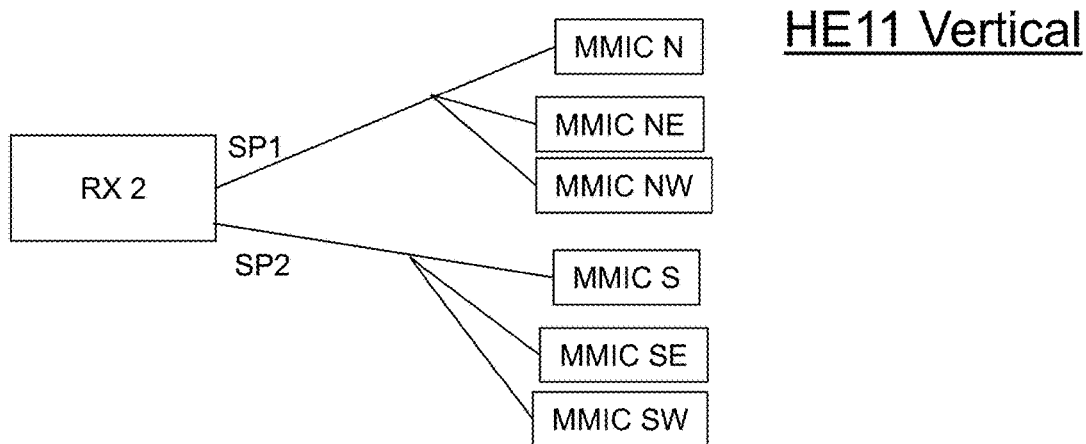 HE11 Vertical
MMIC N
MMIC NE
MMIC NW
SP1
RX 2
SP2
MMIC S
MMIC SE
MMIC SW